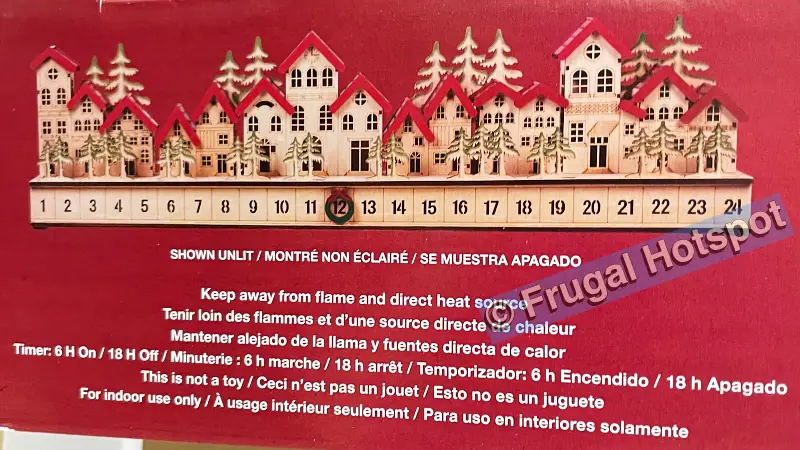 1 2 3 4 5 6 7 8 9 10 11 12 13 14 15 16 17 18 19 20 21 22 23 24
SHOWN UNLIT / MONTRÉ NON ÉCLAIRÉ / SE MUESTRA APAGADO
© Frugal Hotspot
Keep away from flame and direct heat source
Tenir loin des flammes et d'une source directe de chaleur
Mantener alejado de la llama y fuentes directa de calor
Timer: 6 H On / 18 H Off / Minuterie : 6 h marche / 18 h arrêt / Temporizador: 6 h Encendido / 18 h Apagado
This is not a toy / Ceci n'est pas un jouet / Esto no es un juguete
For indoor use only / À usage intérieur seulement / Para uso en interiores solamente